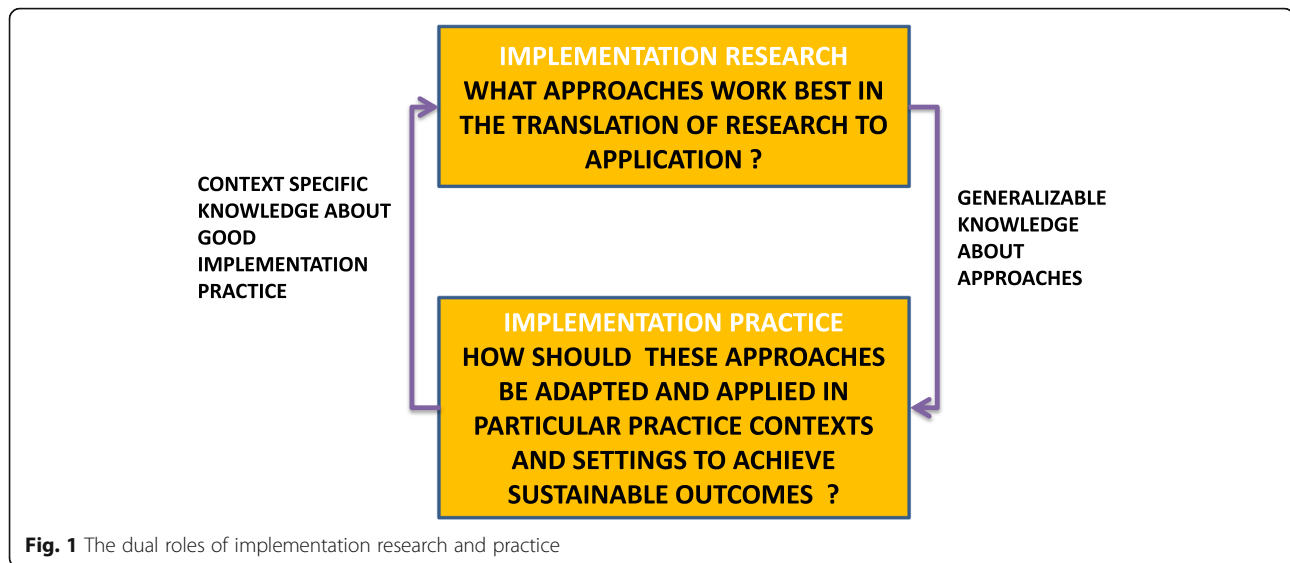 IMPLEMENTATION RESEARCH
WHAT APPROACHES WORK BEST IN
THE TRANSLATION OF RESEARCH TO
APPLICATION ?
CONTEXT SPECIFIC
KNOWLEDGE ABOUT
GOOD
IMPLEMENTATION
PRACTICE
GENERALIZABLE
KNOWLEDGE
ABOUT
APPROACHES
IMPLEMENTATION PRACTICE
HOW SHOULD THESE APPROACHES
BE ADAPTED AND APPLIED IN
PARTICULAR PRACTICE CONTEXTS
AND SETTINGS TO ACHIEVE
SUSTAINABLE OUTCOMES ?
Fig. 1 The dual roles of implementation research and practice